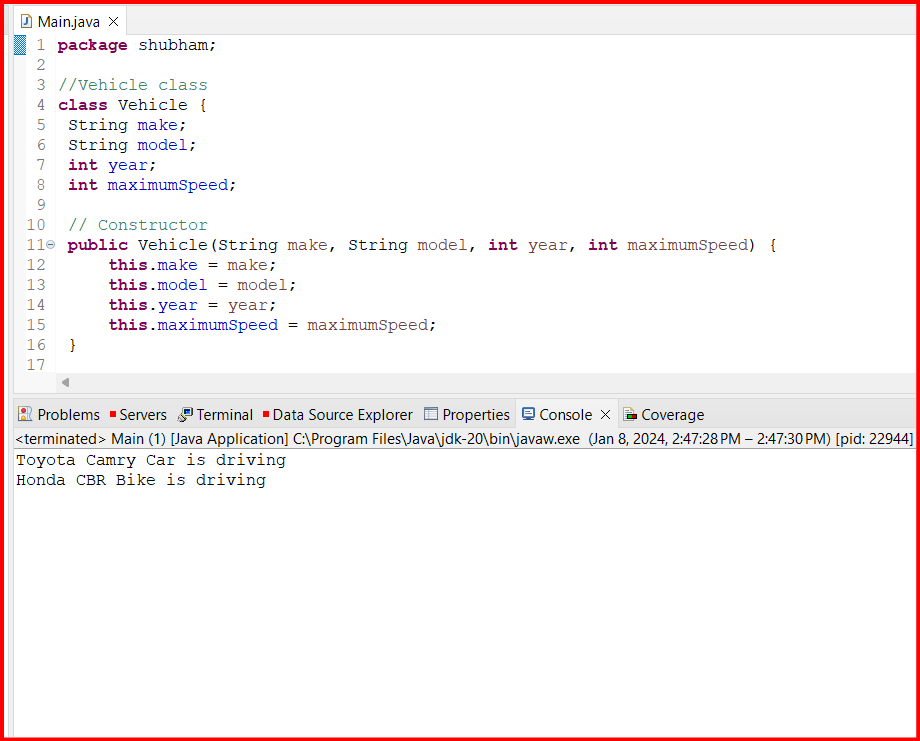 Main.java
1 package shubham;
2
3 //Vehicle class
4 class Vehicle {
5 String make;
6 String model;
7 int year;
8 int maximumSpeed;
9
10 // Constructor
11 public Vehicle(String make, String model, int year, int maximumSpeed) {
12 this.make = make;
13 this.model = model;
14 this.year = year;
15 this.maximumSpeed = maximumSpeed;
16 }
17
Problems Servers Terminal Data Source Explorer Properties Console Coverage
<terminated> Main (1) [Java Application] C:\Program Files\Java\jdk-20\bin\javaw.exe (Jan 8, 2024, 2:47:28 PM – 2:47:30 PM) [pid: 22944]
Toyota Camry Car is driving
Honda CBR Bike is driving